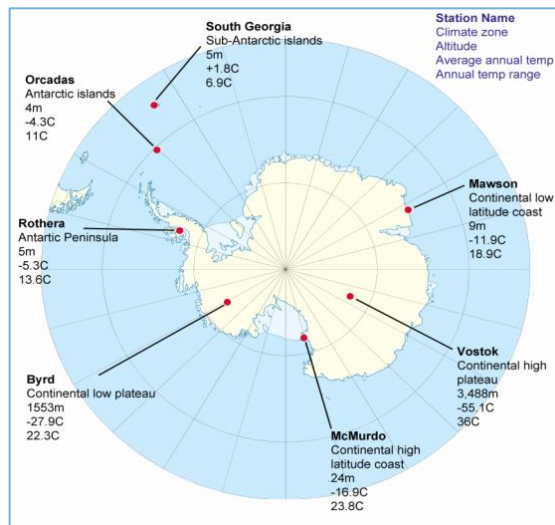 South Georgia
Sub-Antarctic islands
5m
+1.8C
6.9C
Station Name
Climate zone
Altitude
Average annual temp
Annual temp range
Orcadas
Antarctic islands
4m
-4.3C
11C
Mawson
Continental low
latitude coast
9m
-11.9C
18.9C
Rothera
Antartic Peninsula
5m
-5.3C
13.6C
Vostok
Continental high
plateau
3,488m
-55.1C
36C
Byrd
Continental low plateau
1553m
-27.9C
22.3C
McMurdo
Continental high
latitude coast
24m
-16.9C
23.8C